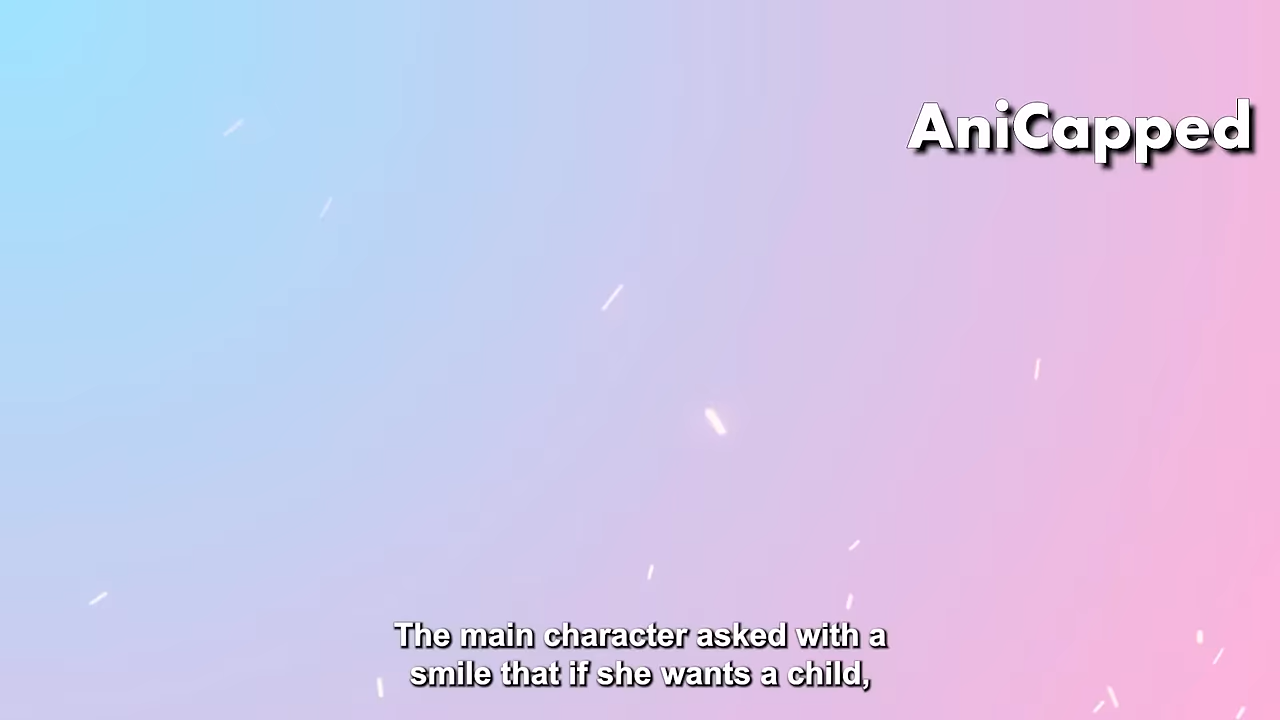 AniCapped
The main character asked with a
smile that if she wants a child,